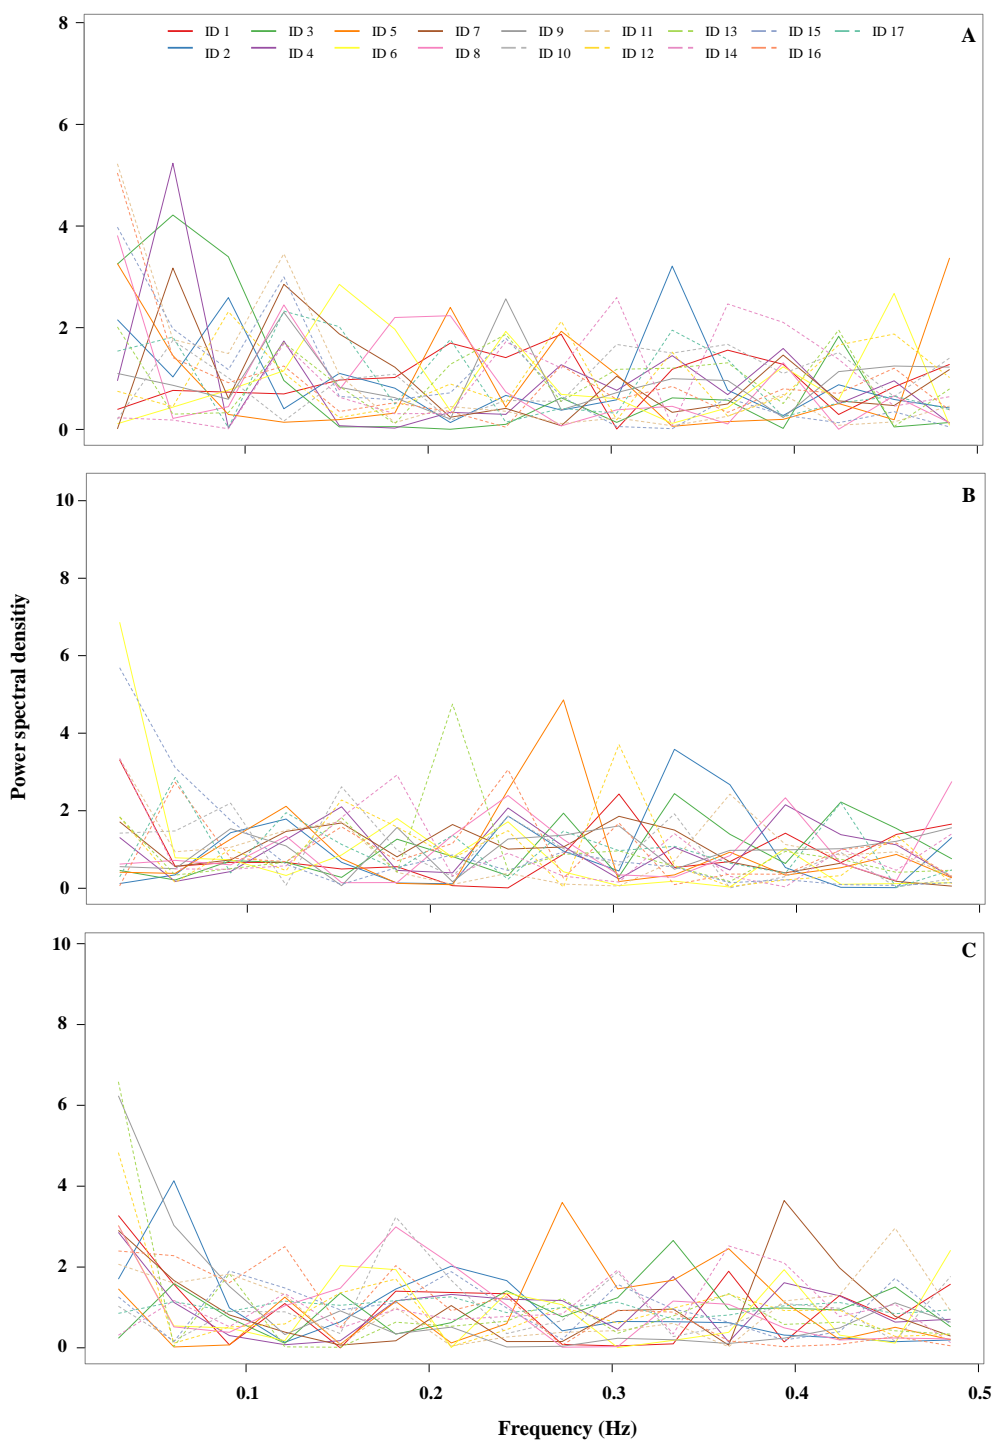 8
A
ID 1 ID 3 ID 5 ID 7 ID 9 ID 11 ID 13 ID 15 ID 17
ID 2 ID 4 ID 6 ID 8 ID 10 ID 12 ID 14 ID 16
6
4
2
0
B
10
8
6
4
2
0
Power spectral densitiy
C
10
8
6
4
2
0
0.1 0.2 0.3 0.4 0.5
Frequency (Hz)